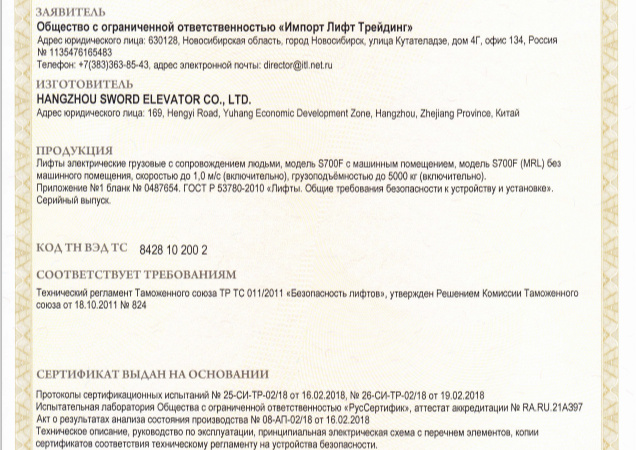 ЗАЯВИТЕЛЬ
Общество с ограниченной ответственностью «Импорт Лифт Трейдинг»
Адрес юридического лица: 630128, Новосибирская область, город Новосибирск, улица Кутателадзе, дом 4Г, офис 134, Россия
№ 1135476165483
Телефон: +7(383)363-85-43, адрес электронной почты: director@itl.net.ru
ИЗГОТОВИТЕЛЬ
HANGZHOU SWORD ELEVATOR CO., LTD.
Адрес юридического лица: 169, Hengyi Road, Yuhang Economic Development Zone, Hangzhou, Zhejiang Province, Китай
ПРОДУКЦИЯ
Лифты электрические грузовые с сопровождением людьми, модель S700F с машинным помещением, модель S700F (MRL) без
машинного помещения, скоростью до 1,0 м/с (включительно), грузоподъёмностью до 5000 кг (включительно).
Приложение №1 бланк № 0487654. ГОСТ Р 53780-2010 «Лифты. Общие требования безопасности к устройству и установке».
Серийный выпуск.
КОД ТН ВЭД ТС 8428 10 200 2
СООТВЕТСТВУЕТ ТРЕБОВАНИЯМ
Технический регламент Таможенного союза ТР ТС 011/2011 «Безопасность лифтов», утвержден Решением Комиссии Таможенного
союза от 18.10.2011 № 824
СЕРТИФИКАТ ВЫДАН НА ОСНОВАНИИ
Протоколы сертификационных испытаний № 25-СИ-ТР-02/18 от 16.02.2018, № 26-СИ-ТР-02/18 от 19.02.2018
Испытательная лаборатория Общества с ограниченной ответственностью «РусСертифик», аттестат аккредитации № RA.RU.21АЗ97
Акт о результатах анализа состояния производства № 08-АП-02/18 от 16.02.2018
Техническое описание, руководство по эксплуатации, принципиальная электрическая схема с перечнем элементов, копии
сертификатов соответствия техническому регламенту на устройства безопасности.